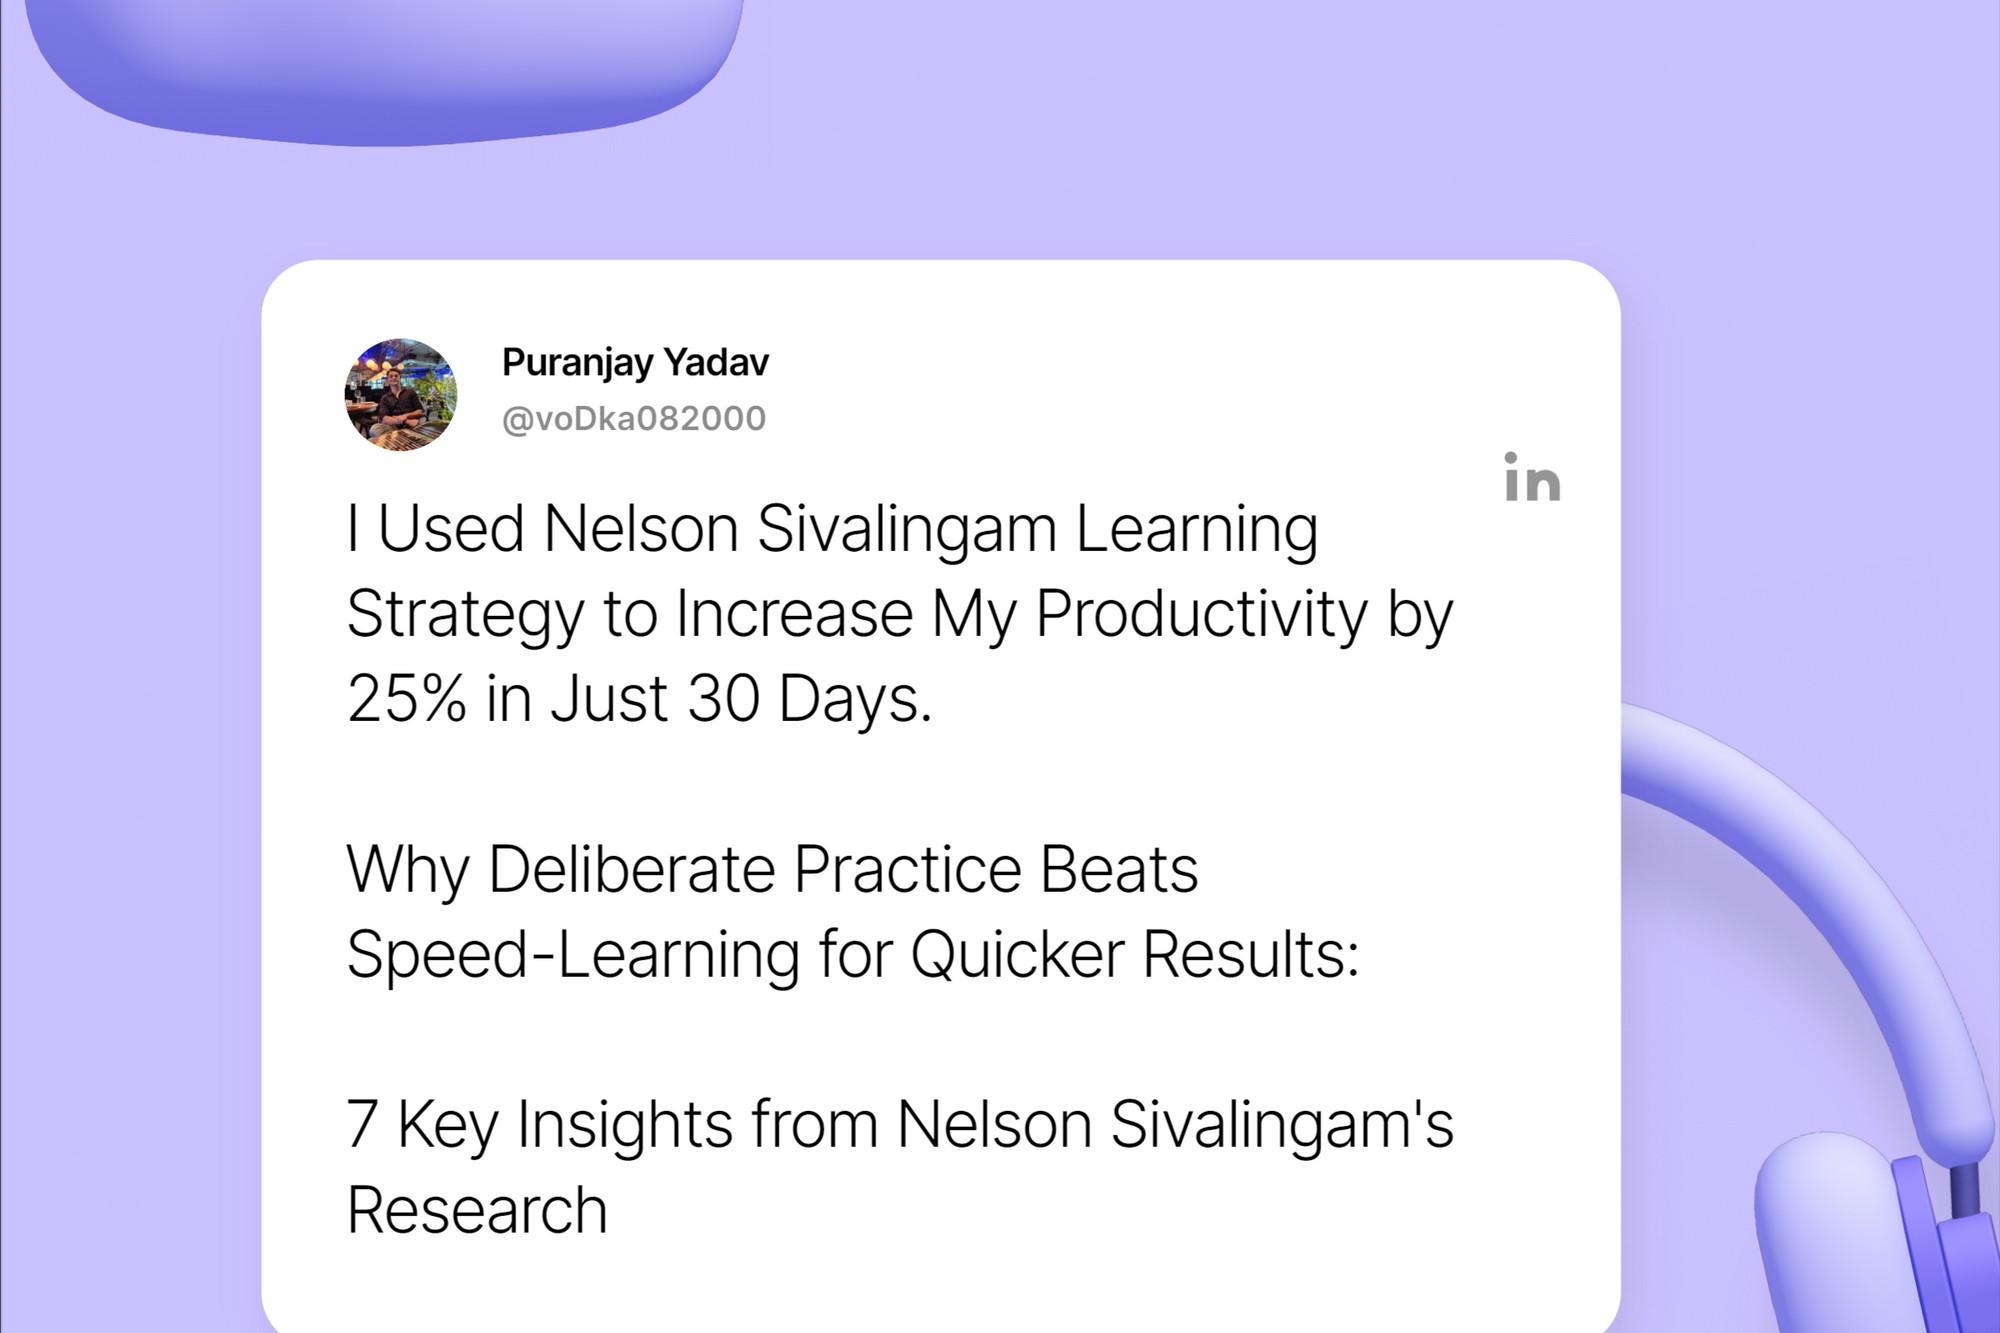 Puranjay Yadav
@voDka082000
in
I Used Nelson Sivalingam Learning
Strategy to Increase My Productivity by
25% in Just 30 Days.
Why Deliberate Practice Beats
Speed-Learning for Quicker Results:
7 Key Insights from Nelson Sivalingam's
Research